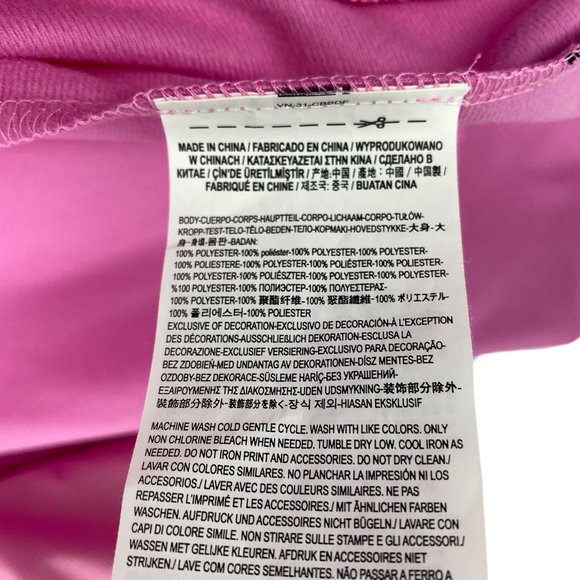 VN-31-CBBDF
MADE IN CHINA / FABRICADO EN CHINA / WYPRODUKOWANO
W CHINACH / ΚΑΤΑΣΚΕΥΑΖΕΤΑΙ ΣΤΗΝ ΚΙΝΑ / СДЕЛАНО В
КИТАЕ / ÇİN'DE ÜRETİLMİŞTİR / 产地:中国 / 產地: 中國 / 中国製 /
FABRIQUÉ EN CHINE / 제조국: 중국 / BUATAN CINA
BODY-CUERPO-CORPS-HAUPTTEIL-CORPO-LICHAAM-CORPO-TUŁÓW-
KROPP-TEST-TELO-TĚLO-BEDEN-ТЕЛО-ΚΟΡΜΑΚΙ-HOVEDSTYKKE-大身-大
身-身頃-몸판-BADAN:
100% POLYESTER-100% poliéster-100% POLYESTER-100% POLYESTER-
100% POLIESTERE-100% POLYESTER-100% POLIÉSTER-100% POLIESTER-
100% POLYESTER-100% POLIÉSZTER-100% POLYESTER-100% POLYESTER-
%100 POLYESTER-100% ПОЛИЭСТЕР-100% ΠΟΛΥΕΣΤΕΡΑΣ-
100% POLYESTER-100% 聚酯纤维-100% 聚酯纖維-100% ポリエステル-
100% 폴리에스터-100% POLIESTER
EXCLUSIVE OF DECORATION-EXCLUSIVO DE DECORACIÓN-À L'EXCEPTION
DES DÉCORATIONS-AUSSCHLIEßLICH DEKORATION-ESCLUSA LA
DECORAZIONE-EXCLUSIEF VERSIERING-EXCLUSIVO PARA DECORAÇÃO-
BEZ ZDOBIEŃ-MED UNDANTAG AV DEKORATIONEN-DÍSZ MENTES-BEZ
OZDOBY-BEZ DEKORACE-SÜSLEME HARİÇ-БЕЗ УКРАШЕНИЙ-
ΕΞΑΙΡΟΥΜΕΝΗΣ ΤΗΣ ΔΙΑΚΟΣΜΗΣΗΣ-UDEN UDSMYKNING-装饰部分除外-
裝飾部分除外-装飾部分を除く-장식 제외-HIASAN EKSKLUSIF
MACHINE WASH COLD GENTLE CYCLE. WASH WITH LIKE COLORS. ONLY
NON CHLORINE BLEACH WHEN NEEDED. TUMBLE DRY LOW. COOL IRON AS
NEEDED. DO NOT IRON PRINT AND ACCESSORIES. DO NOT DRY CLEAN./
LAVAR CON COLORES SIMILARES. NO PLANCHAR LA IMPRESIÓN NI LOS
ACCESORIOS./ LAVER AVEC DES COULEURS SIMILAIRES. NE PAS
REPASSER L'IMPRIMÉ ET LES ACCESSOIRES./ MIT ÄHNLICHEN FARBEN
WASCHEN. AUFDRUCK UND ACCESSOIRES NICHT BÜGELN./ LAVARE CON
CAPI DI COLORE SIMILE. NON STIRARE SULLE STAMPE E GLI ACCESSORI./
WASSEN MET GELIJKE KLEUREN. AFDRUK EN ACCESSOIRES NIET
STRIJKEN./ LAVE COM CORES SEMELHANTES. NÃO PASSAR A FERRO A